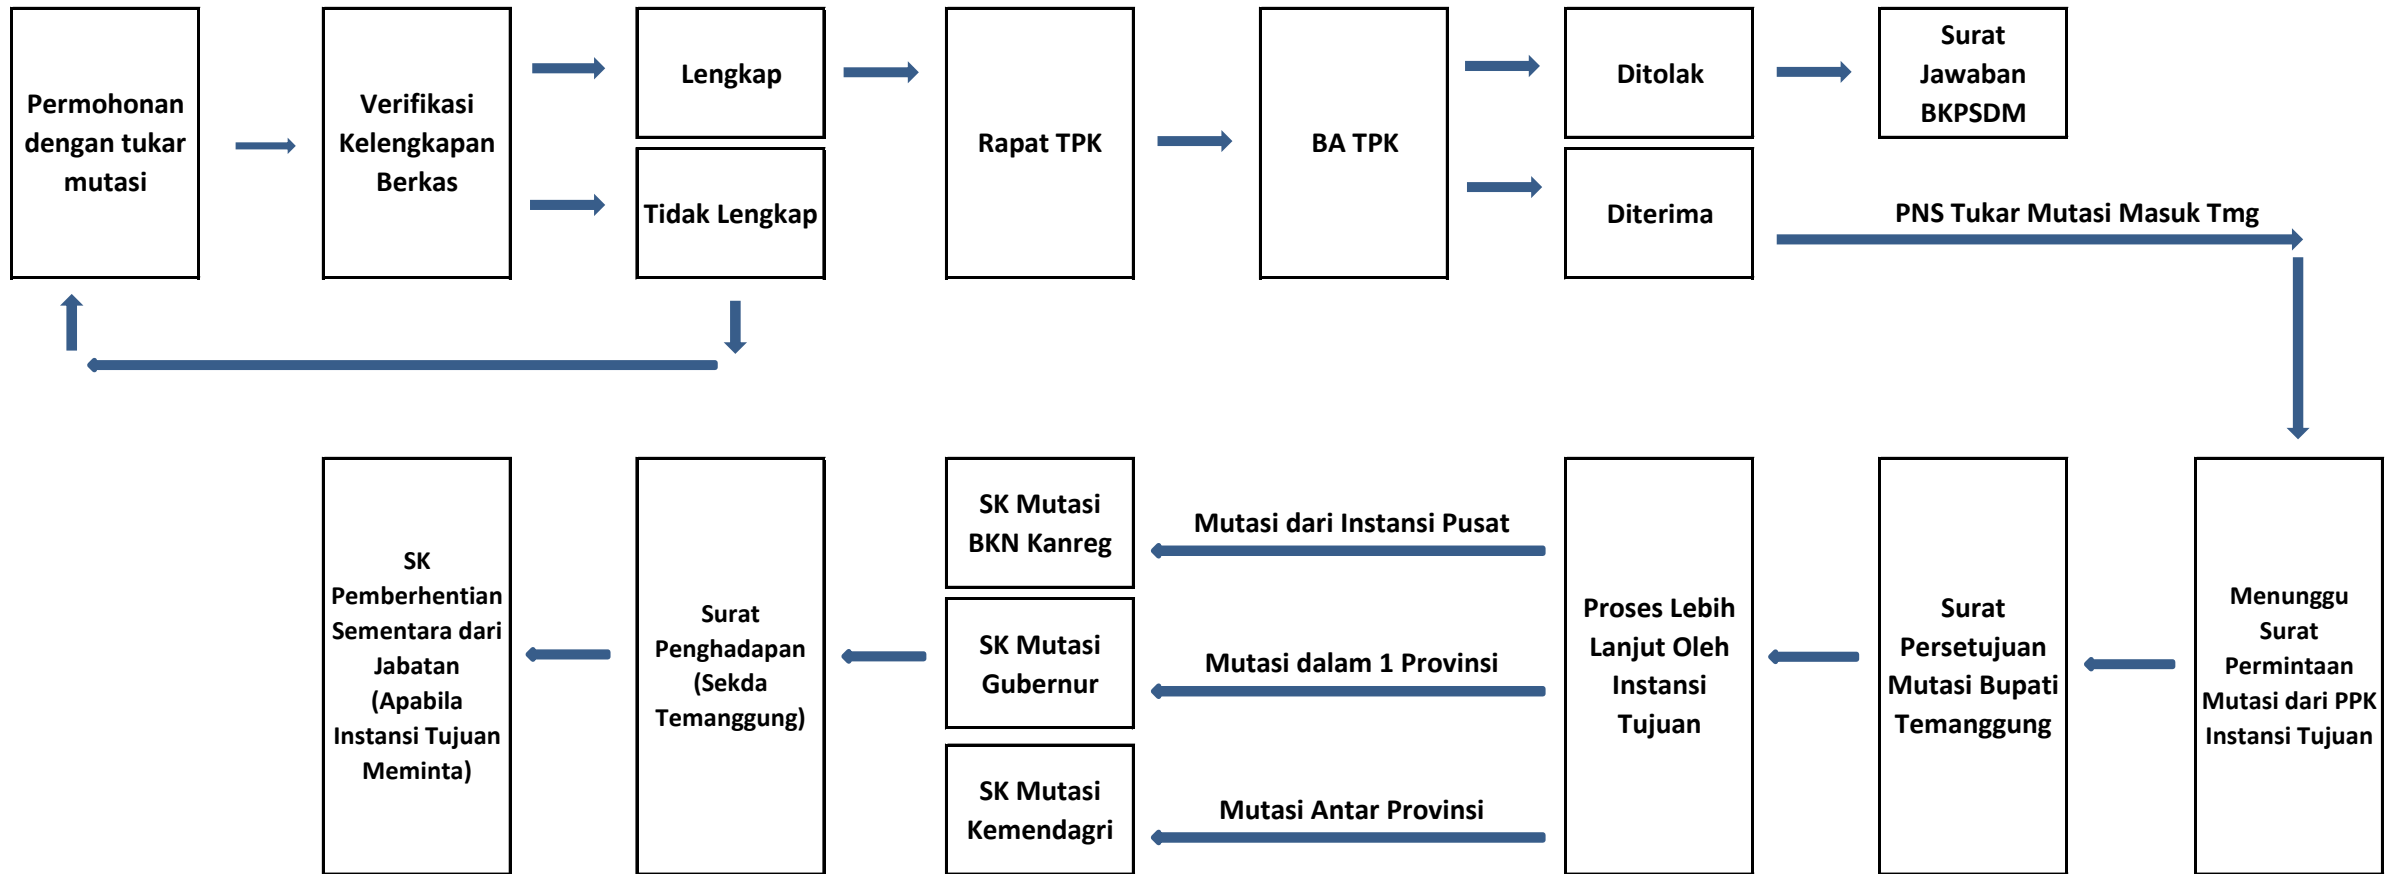 Permohonan
dengan tukar
mutasi
Verifikasi
Kelengkapan
Berkas
Lengkap
Tidak Lengkap
Rapat TPK
BA TPK
Ditolak
Diterima
Surat
Jawaban
BKPSDM
PNS Tukar Mutasi Masuk Tmg
Menunggu
Surat
Permintaan
Mutasi dari PPK
Instansi Tujuan
Surat
Persetujuan
Mutasi Bupati
Temanggung
Proses Lebih
Lanjut Oleh
Instansi
Tujuan
Mutasi dari Instansi Pusat
Mutasi dalam 1 Provinsi
Mutasi Antar Provinsi
SK Mutasi
BKN Kanreg
SK Mutasi
Gubernur
SK Mutasi
Kemendagri
Surat
Penghadapan
(Sekda
Temanggung)
SK
Pemberhentian
Sementara dari
Jabatan
(Apabila
Instansi Tujuan
Meminta)